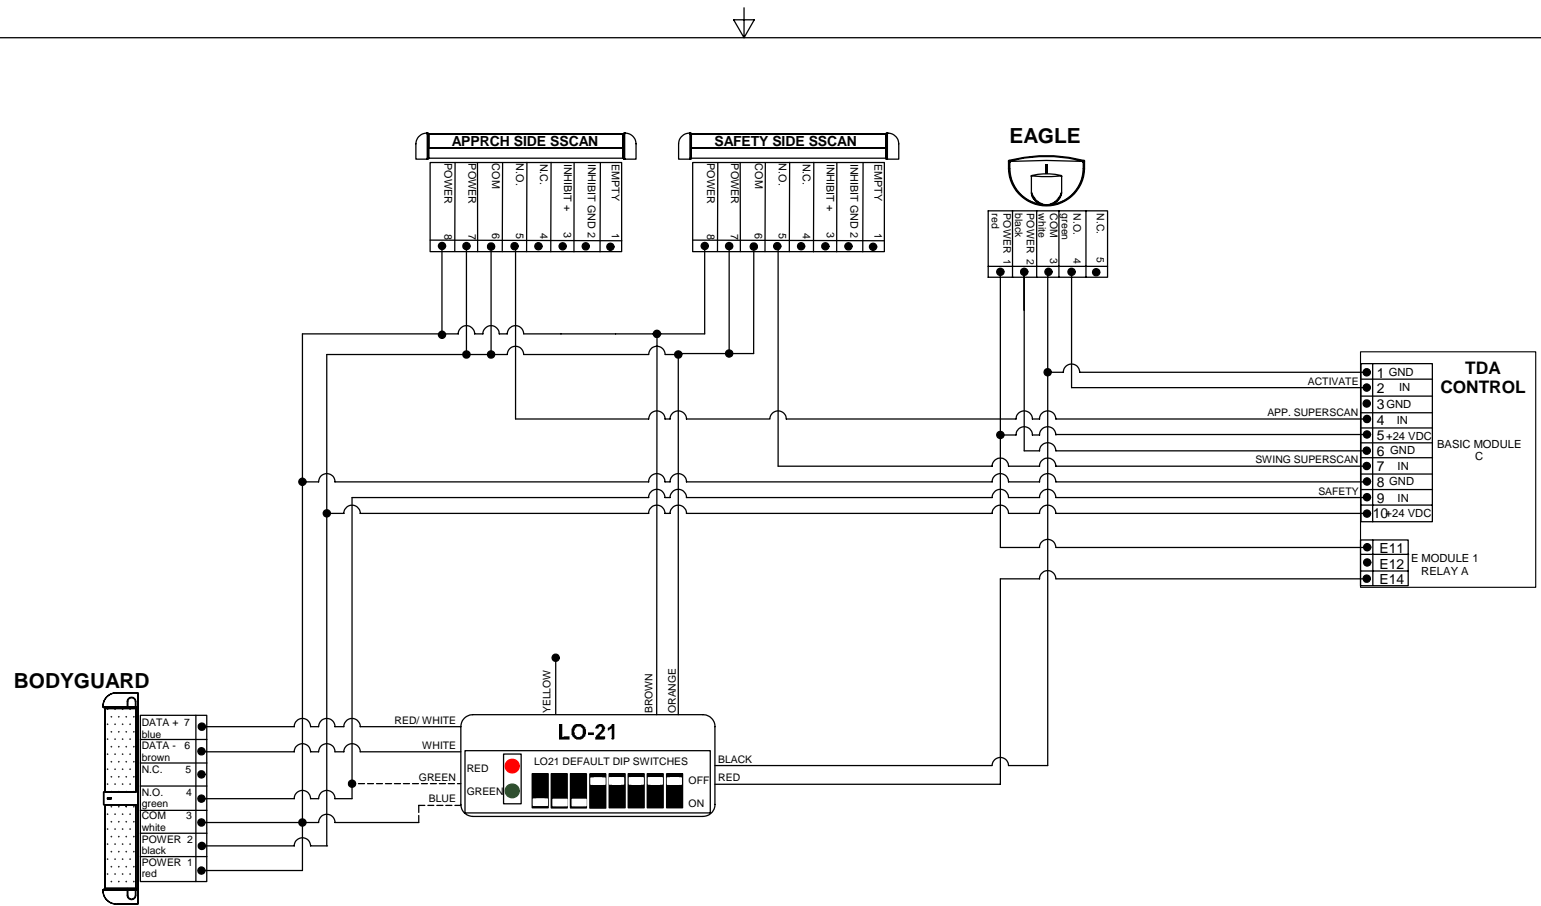 APPRCH SIDE SSCAN
POWER 8
POWER 7
COM 6
N.O. 5
N.C. 4
INHIBIT + 3
INHIBIT GND 2
EMPTY 1
SAFETY SIDE SSCAN
POWER 8
POWER 7
COM 6
N.O. 5
N.C. 4
INHIBIT + 3
INHIBIT GND 2
EMPTY 1
EAGLE
POWER 1
red
POWER 2
black
COM 3
white
N.O. 4
green
N.C. 5
TDA
CONTROL
1 GND
ACTIVATE
2 IN
3 GND
APP. SUPERSCAN
4 IN
5 +24 VDC
BASIC MODULE
C
6 GND
SWING SUPERSCAN
7 IN
8 GND
SAFETY
9 IN
10 +24 VDC
E11
E12
E14
E MODULE 1
RELAY A
BODYGUARD
DATA + 7
blue
DATA - 6
brown
N.C. 5
N.O. 4
green
COM 3
white
POWER 2
black
POWER 1
red
YELLOW
BROWN
ORANGE
RED/ WHITE
WHITE
GREEN
BLUE
LO-21
LO21 DEFAULT DIP SWITCHES
RED
GREEN
OFF
ON
BLACK
RED